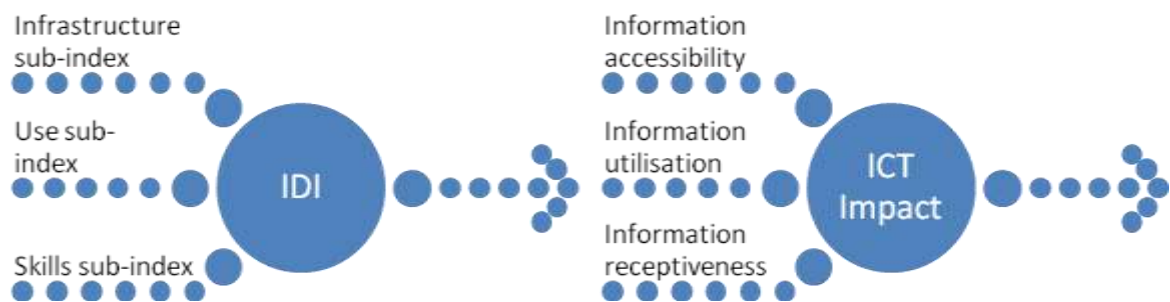 Infrastructure
sub-index
Use sub-
index
Skills sub-index
IDI
Information
accessibility
Information
utilisation
Information
receptiveness
ICT
Impact